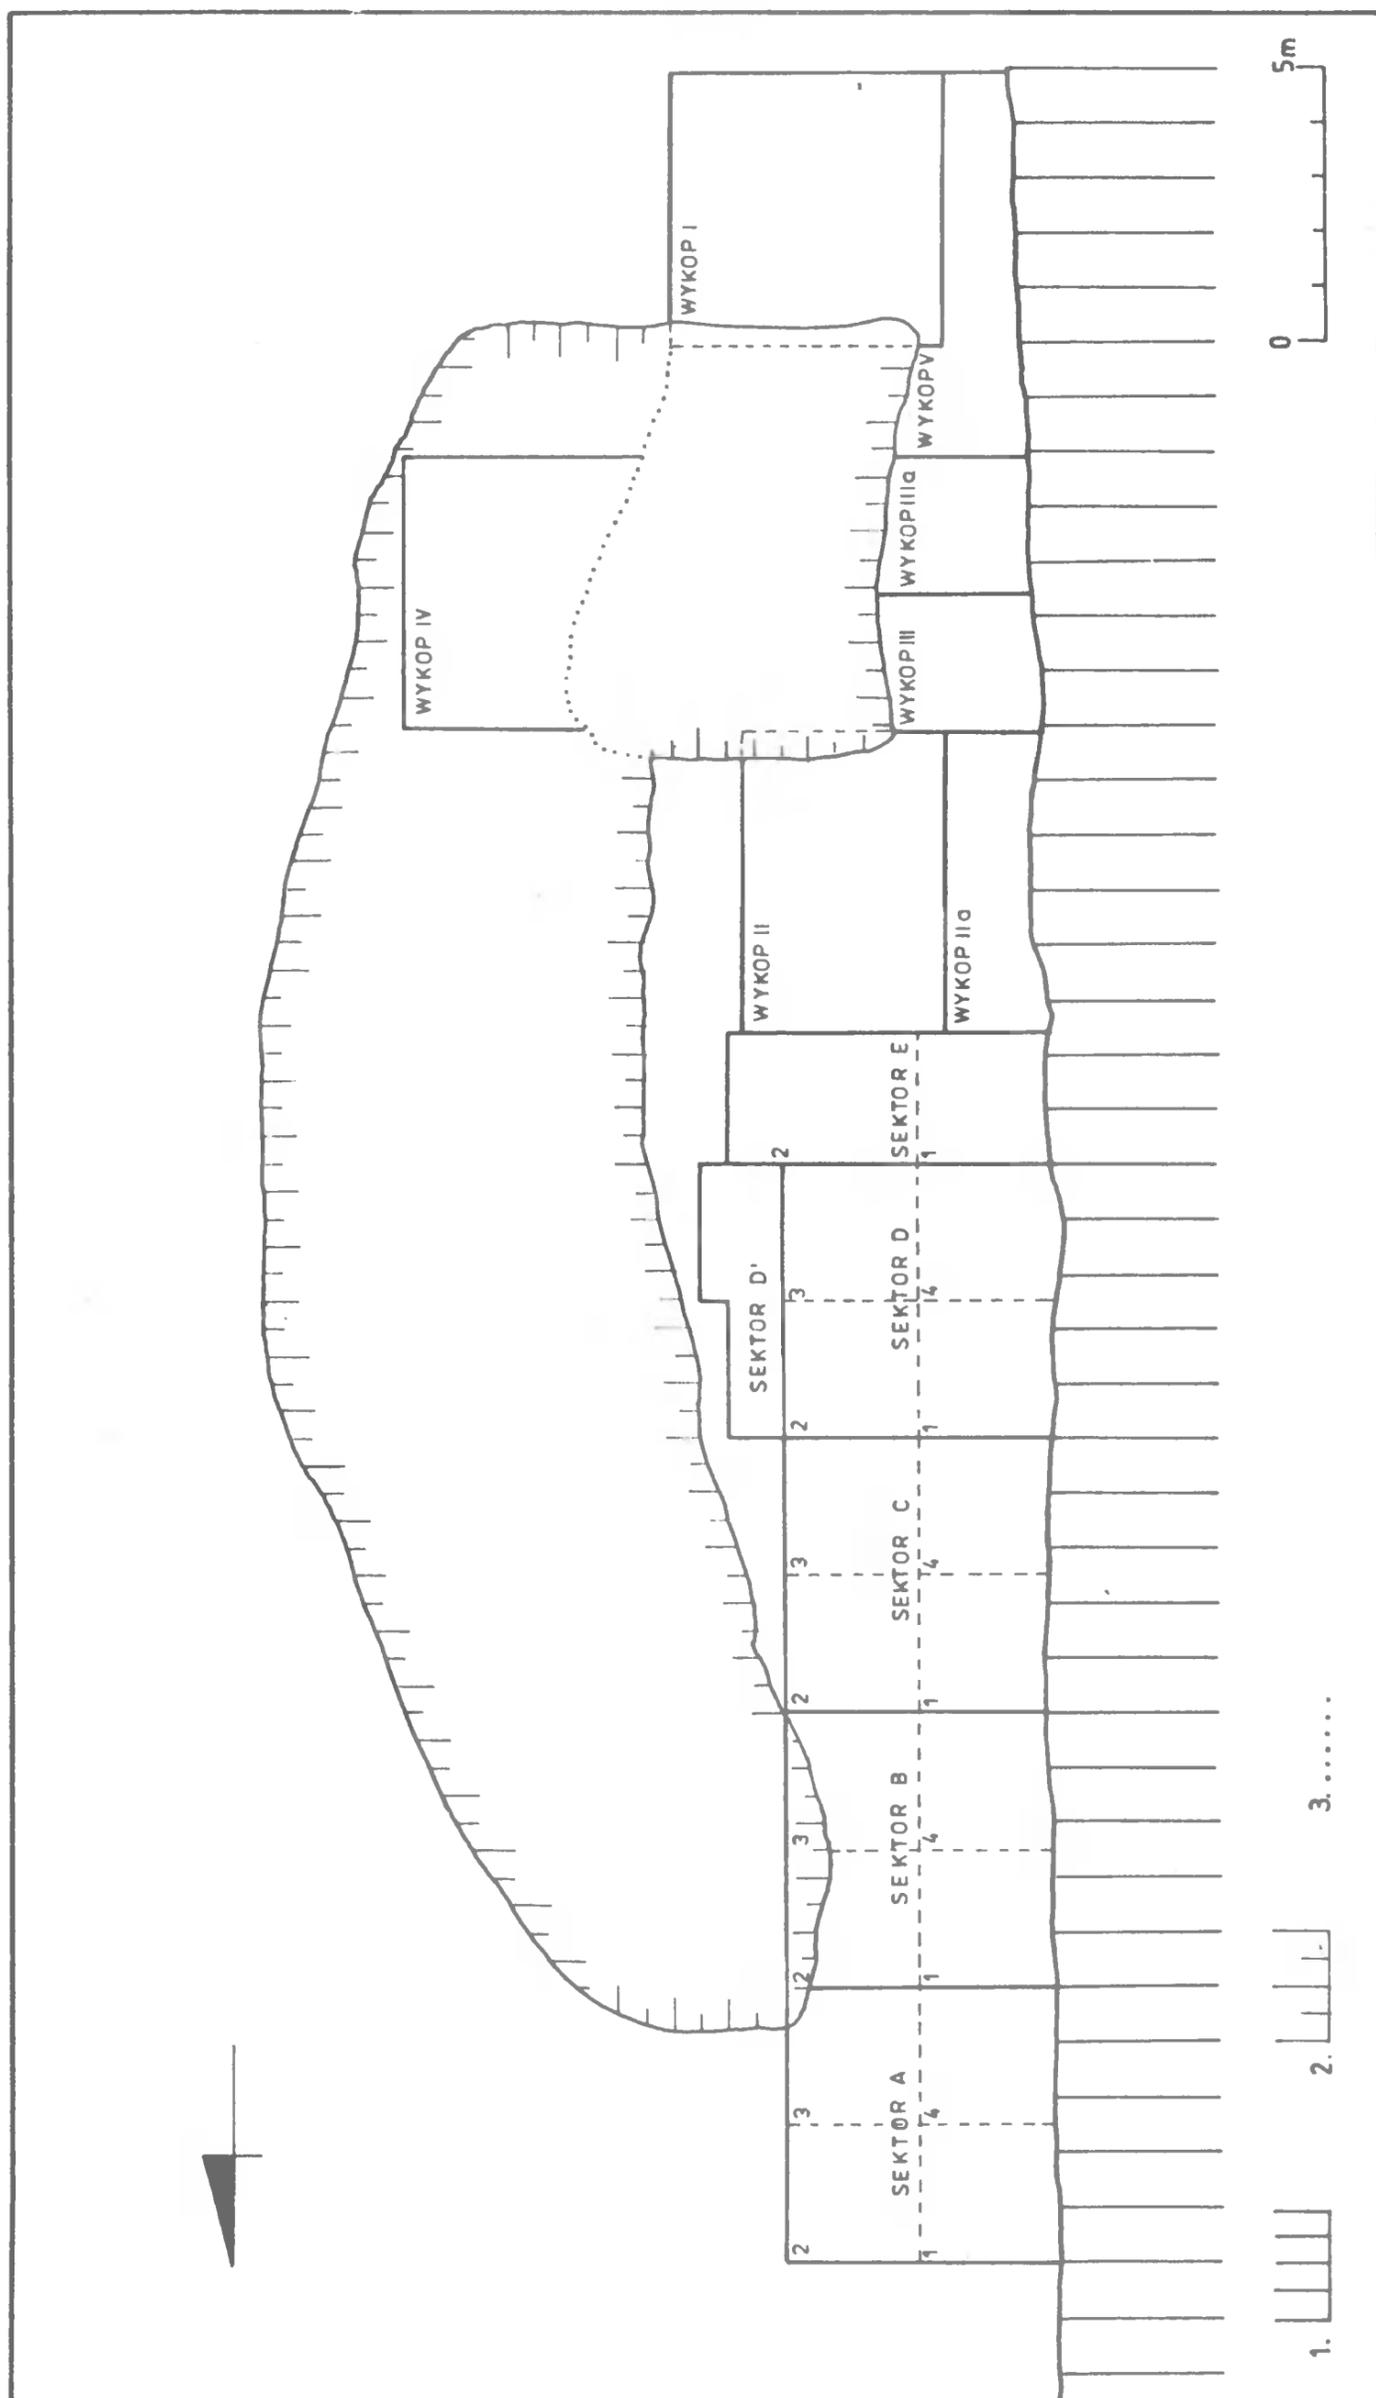 WYKOP I
0 5m
WYKOP V
WYKOP IIIa
WYKOP III
WYKOP IV
WYKOP II
WYKOP IIa
SEKTOR E
2
1
SEKTOR D'
SEKTOR D
3
4
2
1
SEKTOR C
3
4
2
1
SEKTOR B
3
4
2
1
SEKTOR A
3
4
2
1
1.
2.
3.